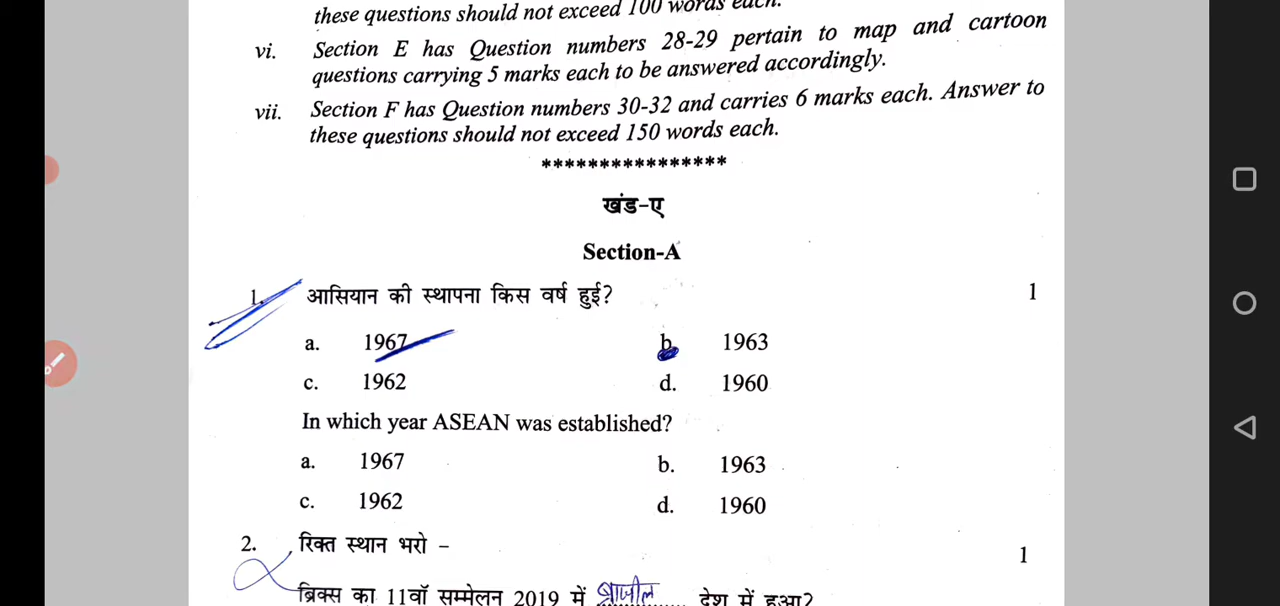 these questions should not exceed 100 words each.
vi. Section E has Question numbers 28-29 pertain to map and cartoon
questions carrying 5 marks each to be answered accordingly.
vii. Section F has Question numbers 30-32 and carries 6 marks each. Answer to
these questions should not exceed 150 words each.
****************
खंड-ए
Section-A
1. आसियान की स्थापना किस वर्ष हुई? 1
a. 1967 b. 1963
c. 1962 d. 1960
In which year ASEAN was established?
a. 1967 b. 1963
c. 1962 d. 1960
2. रिक्त स्थान भरो - 1
ब्रिक्स का 11वॉ सम्मेलन 2019 में ब्राजील देश में हुआ?